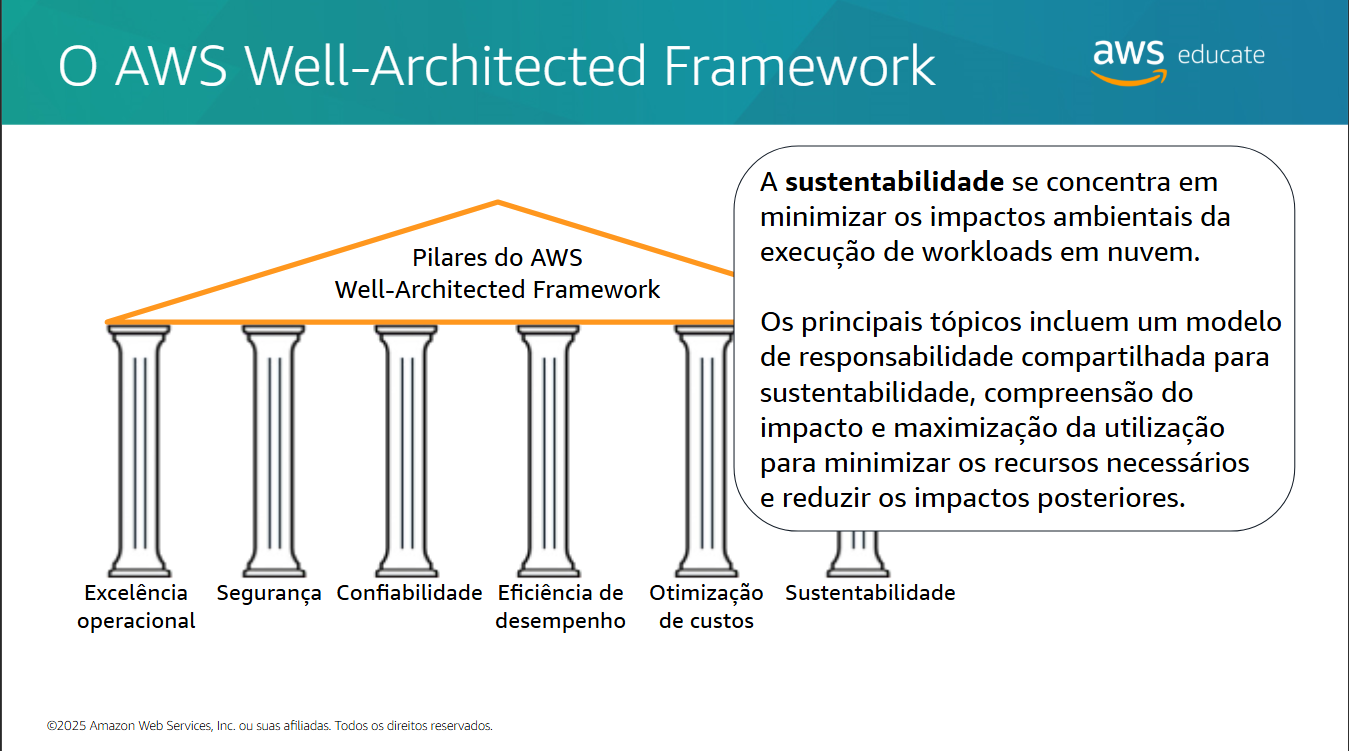 O AWS Well-Architected Framework
aws educate
Pilares do AWS
Well-Architected Framework
A sustentabilidade se concentra em
minimizar os impactos ambientais da
execução de workloads em nuvem.
Os principais tópicos incluem um modelo
de responsabilidade compartilhada para
sustentabilidade, compreensão do
impacto e maximização da utilização
para minimizar os recursos necessários
e reduzir os impactos posteriores.
Excelência
operacional
Segurança
Confiabilidade
Eficiência de
desempenho
Otimização
de custos
Sustentabilidade
©2025 Amazon Web Services, Inc. ou suas afiliadas. Todos os direitos reservados.